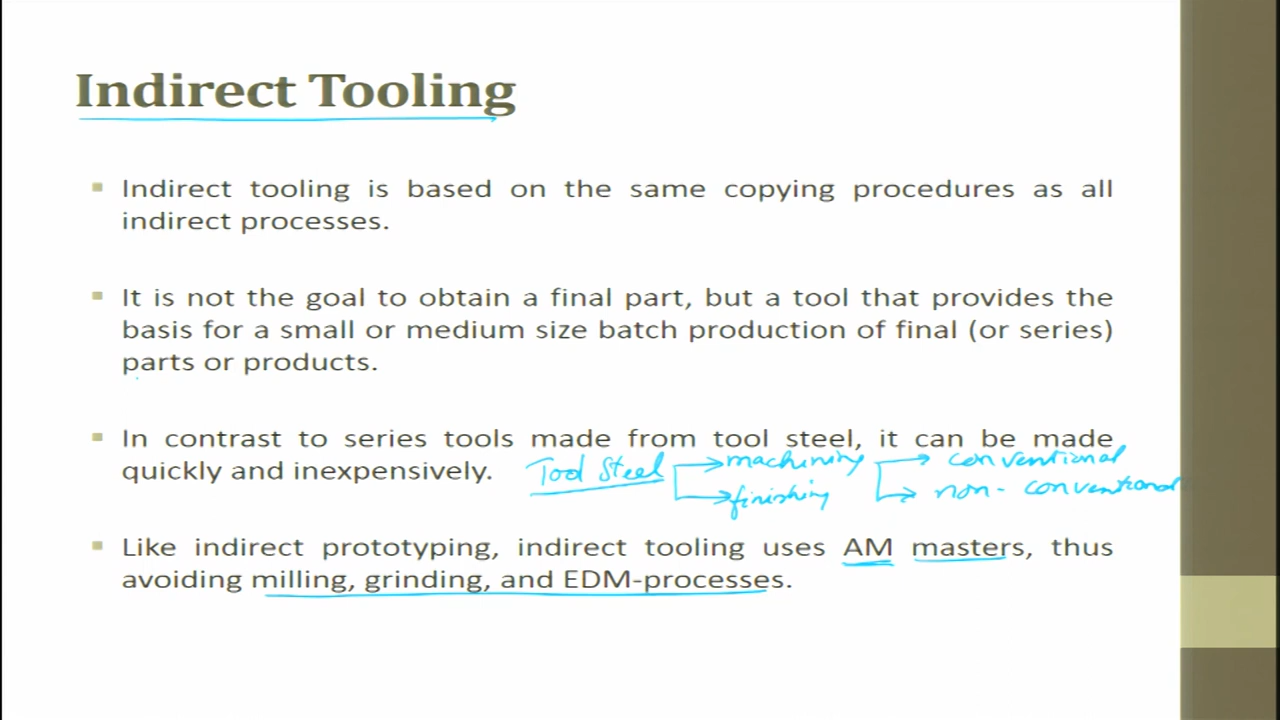 Indirect Tooling
Indirect tooling is based on the same copying procedures as all
indirect processes.
It is not the goal to obtain a final part, but a tool that provides the
basis for a small or medium size batch production of final (or series)
parts or products.
In contrast to series tools made from tool steel, it can be made
quickly and inexpensively.
Tool Steel machining conventional
finishing non-conventional
Like indirect prototyping, indirect tooling uses AM masters, thus
avoiding milling, grinding, and EDM-processes.